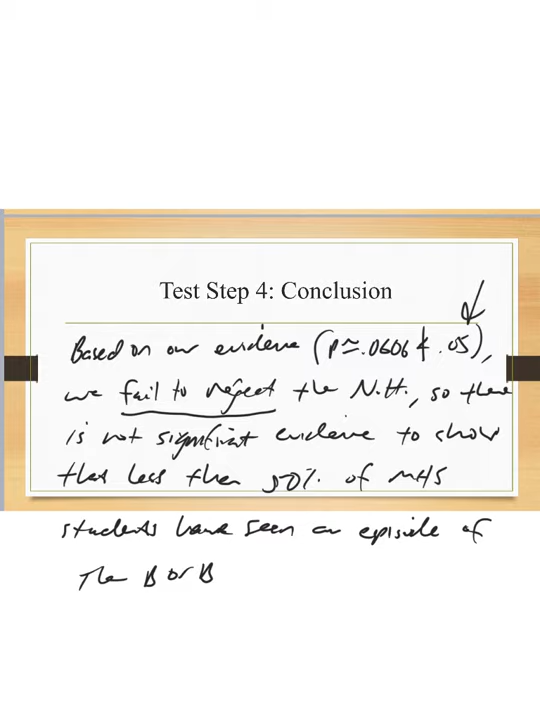 Test Step 4: Conclusion
Based on our evidence (p≈.0606 ≮ .05),
we fail to reject the N.H., so there
is not significant evidence to show
that less than 50% of MHS
students have seen an episode of
The B or B